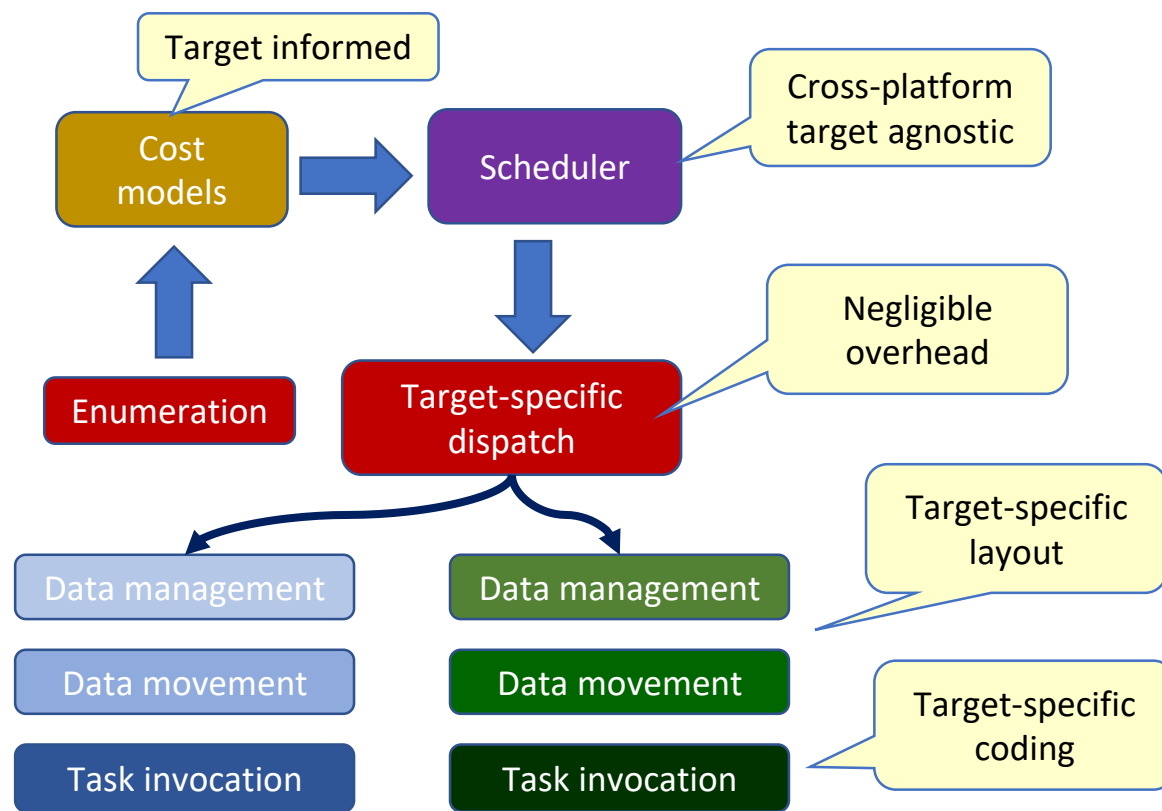 Target informed
Cost
models
Scheduler
Cross-platform
target agnostic
Enumeration
Target-specific
dispatch
Negligible
overhead
Data management
Data management
Target-specific
layout
Data movement
Data movement
Target-specific
coding
Task invocation
Task invocation